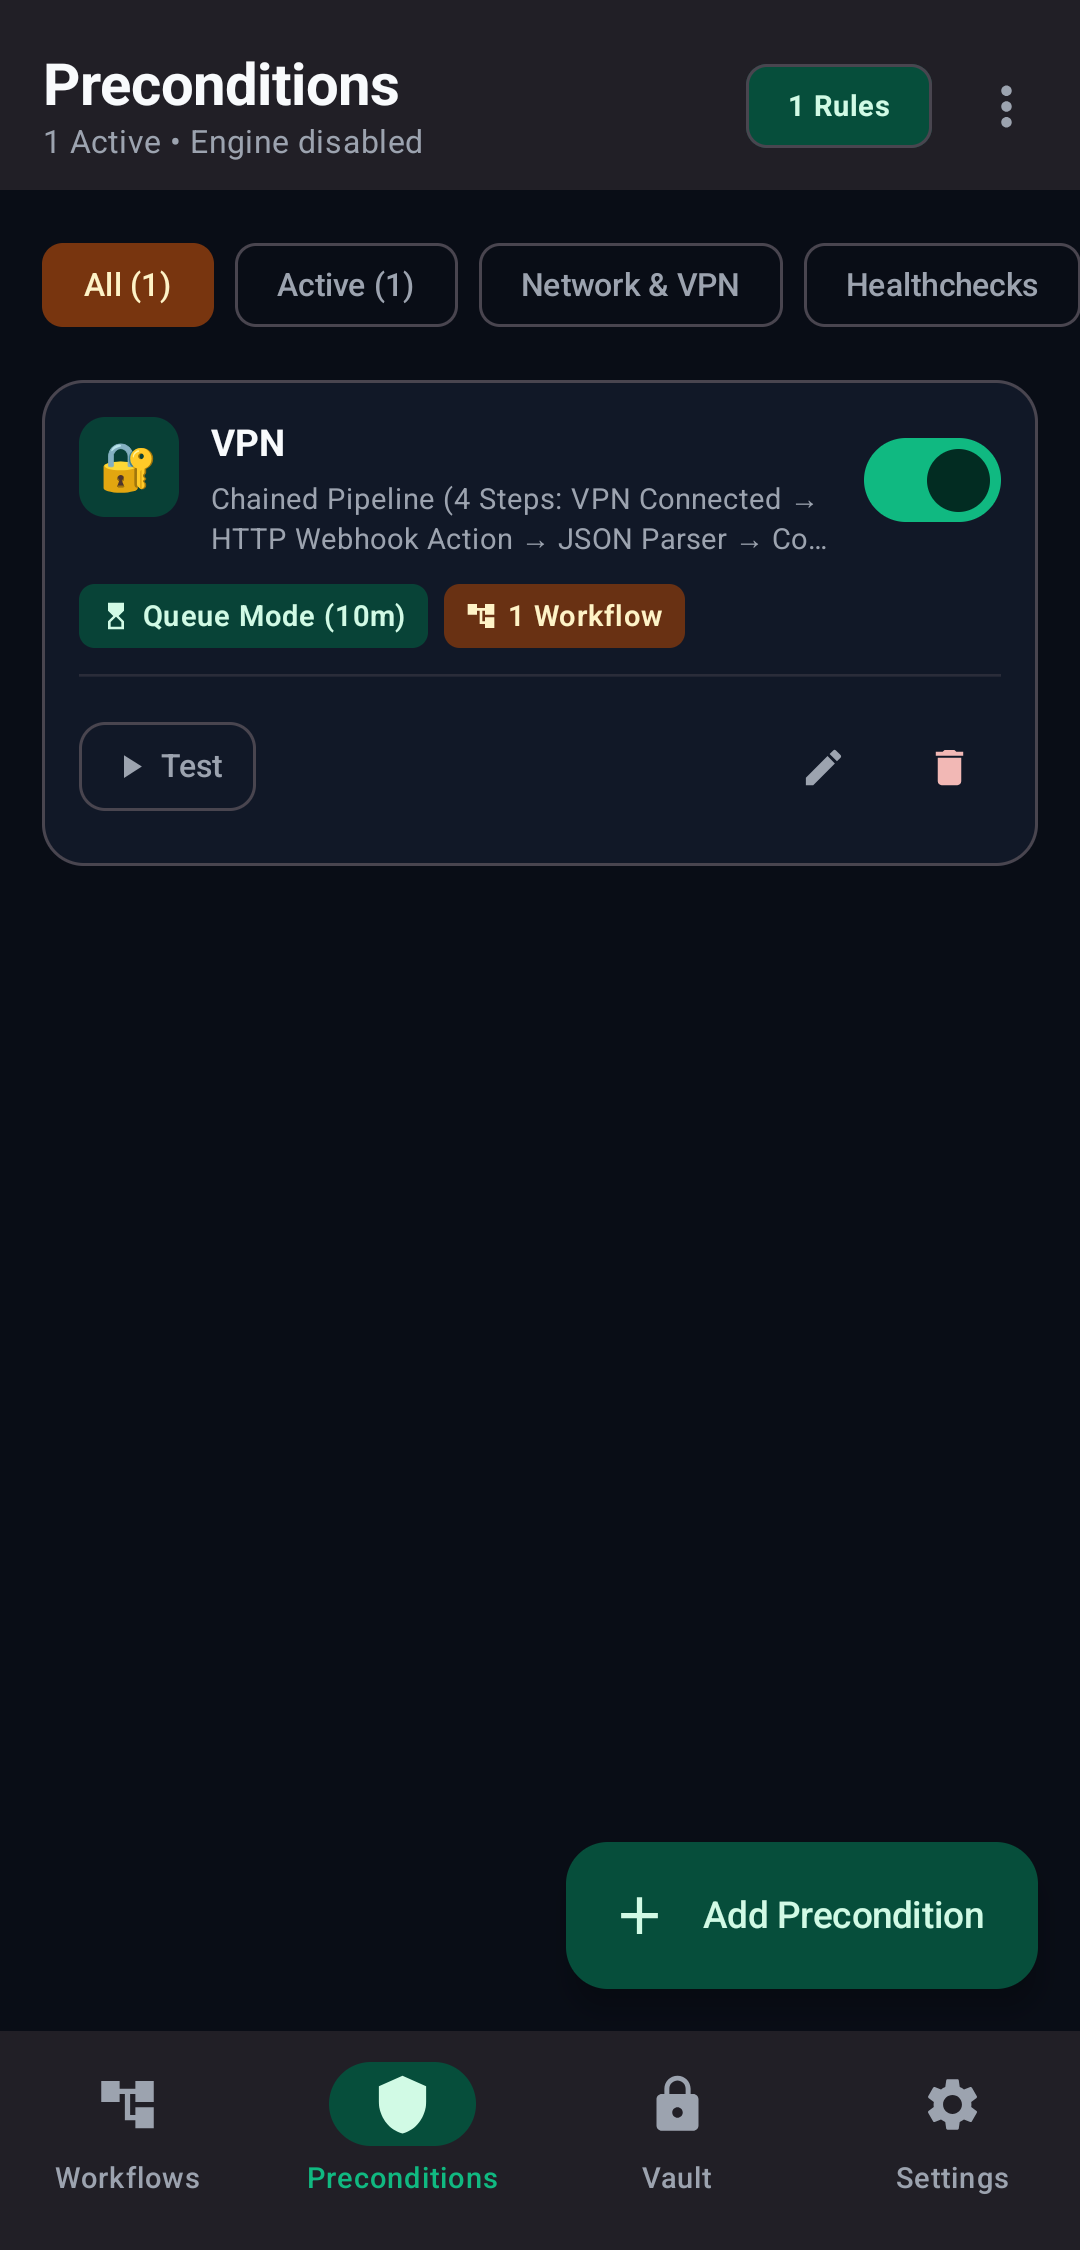 Preconditions
1 Active • Engine disabled
1 Rules
All (1)
Active (1)
Network & VPN
Healthchecks
VPN
Chained Pipeline (4 Steps: VPN Connected →
HTTP Webhook Action → JSON Parser → Co...
Queue Mode (10m)
1 Workflow
Test
Add Precondition
Workflows
Preconditions
Vault
Settings